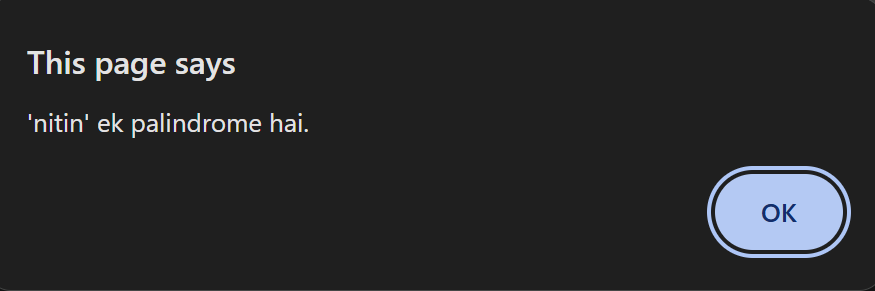 This page says
'nitin' ek palindrome hai.
OK